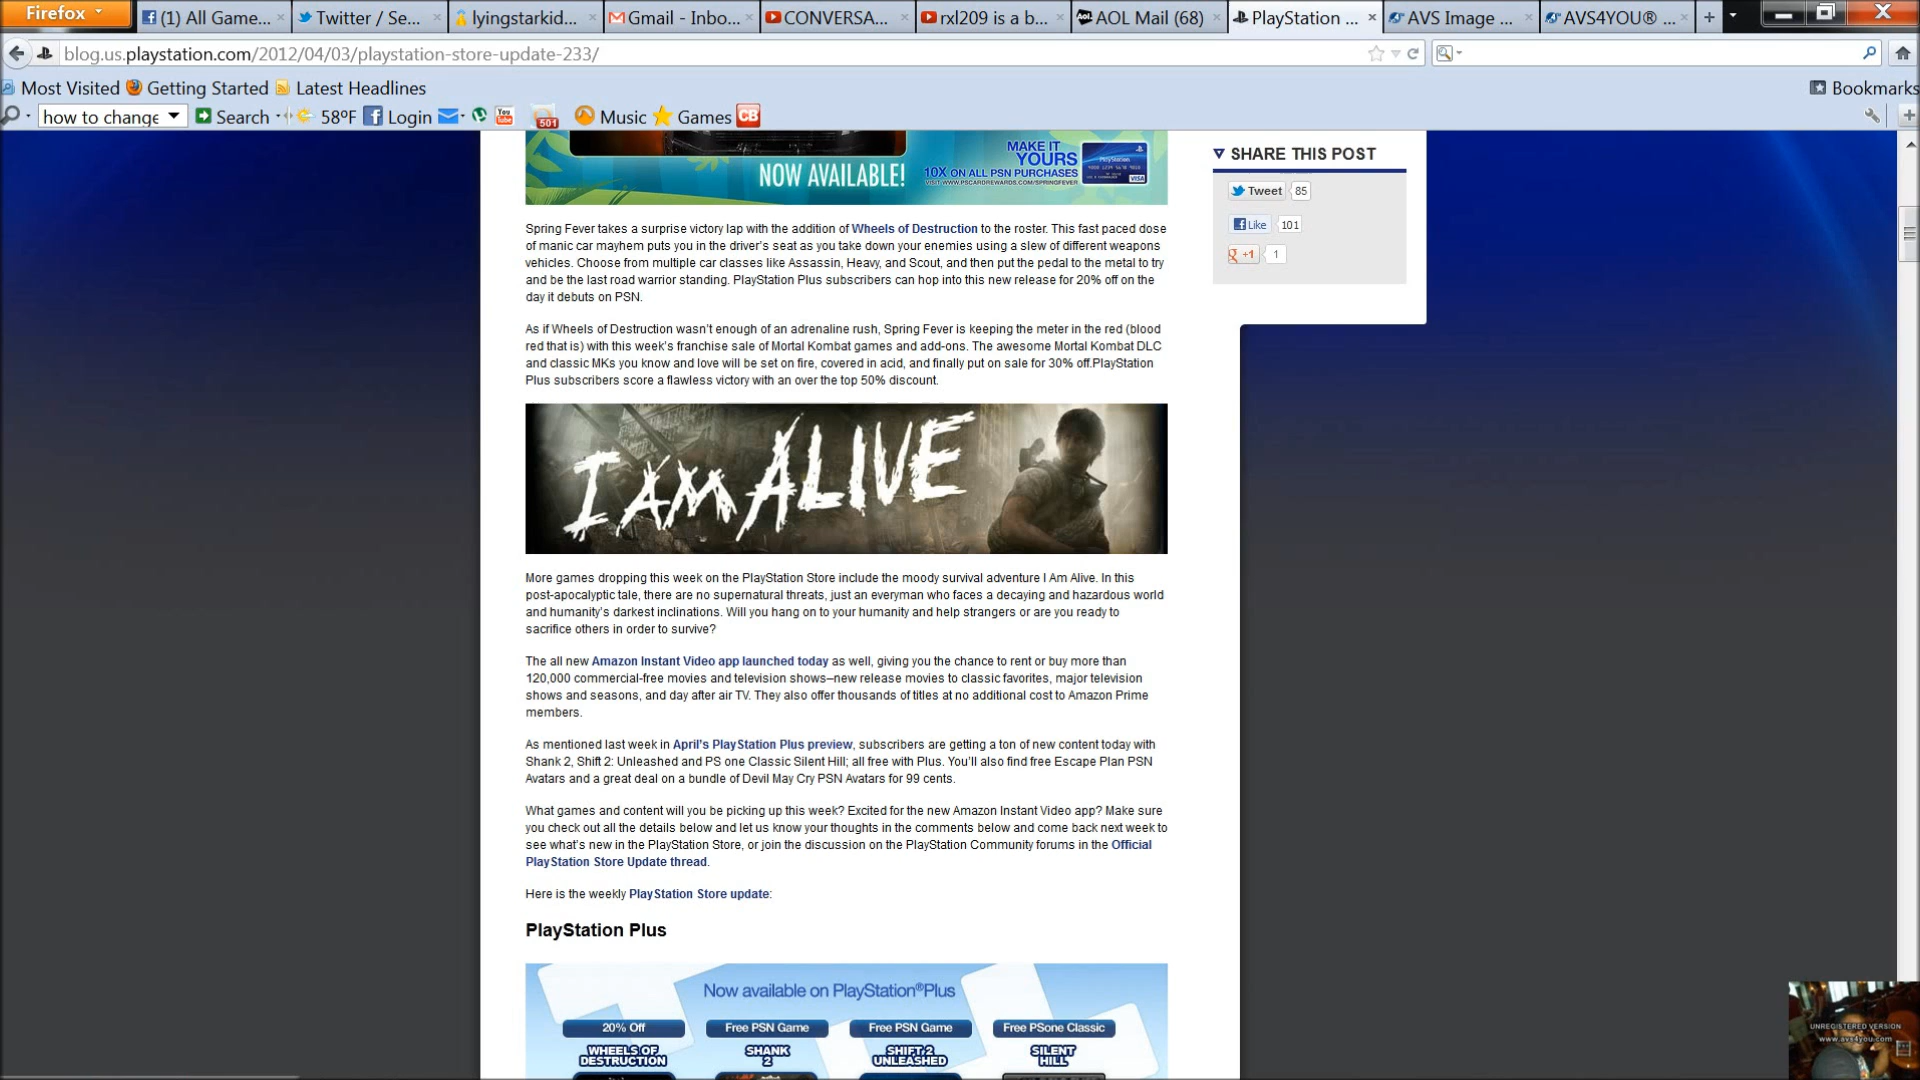 Firefox
(1) All Game...
Twitter / Se...
lyingstarkid...
Gmail - Inbo...
CONVERSA...
rxl209 is a b...
AOL Mail (68)
PlayStation ...
AVS Image ...
AVS4YOU® ...
blog.us.playstation.com/2012/04/03/playstation-store-update-233/
Most Visited Getting Started Latest Headlines
Bookmarks
how to change Search 58°F Login You Tube 501 Music Games CB
NOW AVAILABLE!
MAKE IT
YOURS
10X ON ALL PSN PURCHASES
VISIT WWW.PSCARDREWARDS.COM/SPRINGFEVER
PlayStation
VISA
Spring Fever takes a surprise victory lap with the addition of Wheels of Destruction to the roster. This fast paced dose
of manic car mayhem puts you in the driver's seat as you take down your enemies using a slew of different weapons
vehicles. Choose from multiple car classes like Assassin, Heavy, and Scout, and then put the pedal to the metal to try
and be the last road warrior standing. PlayStation Plus subscribers can hop into this new release for 20% off on the
day it debuts on PSN.
As if Wheels of Destruction wasn't enough of an adrenaline rush, Spring Fever is keeping the meter in the red (blood
red that is) with this week's franchise sale of Mortal Kombat games and add-ons. The awesome Mortal Kombat DLC
and classic MKs you know and love will be set on fire, covered in acid, and finally put on sale for 30% off.PlayStation
Plus subscribers score a flawless victory with an over the top 50% discount.
I AM ALIVE
More games dropping this week on the PlayStation Store include the moody survival adventure I Am Alive. In this
post-apocalyptic tale, there are no supernatural threats, just an everyman who faces a decaying and hazardous world
and humanity's darkest inclinations. Will you hang on to your humanity and help strangers or are you ready to
sacrifice others in order to survive?
The all new Amazon Instant Video app launched today as well, giving you the chance to rent or buy more than
120,000 commercial-free movies and television shows–new release movies to classic favorites, major television
shows and seasons, and day after air TV. They also offer thousands of titles at no additional cost to Amazon Prime
members.
As mentioned last week in April's PlayStation Plus preview, subscribers are getting a ton of new content today with
Shank 2, Shift 2: Unleashed and PS one Classic Silent Hill; all free with Plus. You'll also find free Escape Plan PSN
Avatars and a great deal on a bundle of Devil May Cry PSN Avatars for 99 cents.
What games and content will you be picking up this week? Excited for the new Amazon Instant Video app? Make sure
you check out all the details below and let us know your thoughts in the comments below and come back next week to
see what's new in the PlayStation Store, or join the discussion on the PlayStation Community forums in the Official
PlayStation Store Update thread.
Here is the weekly PlayStation Store update:
PlayStation Plus
Now available on PlayStation®Plus
20% Off
WHEELS OF
DESTRUCTION
Free PSN Game
SHANK
2
Free PSN Game
SHIFT 2
UNLEASHED
Free PSone Classic
SILENT
HILL
SHARE THIS POST
Tweet 85
Like 101
+1 1
UNREGISTERED VERSION
www.avs4you.com